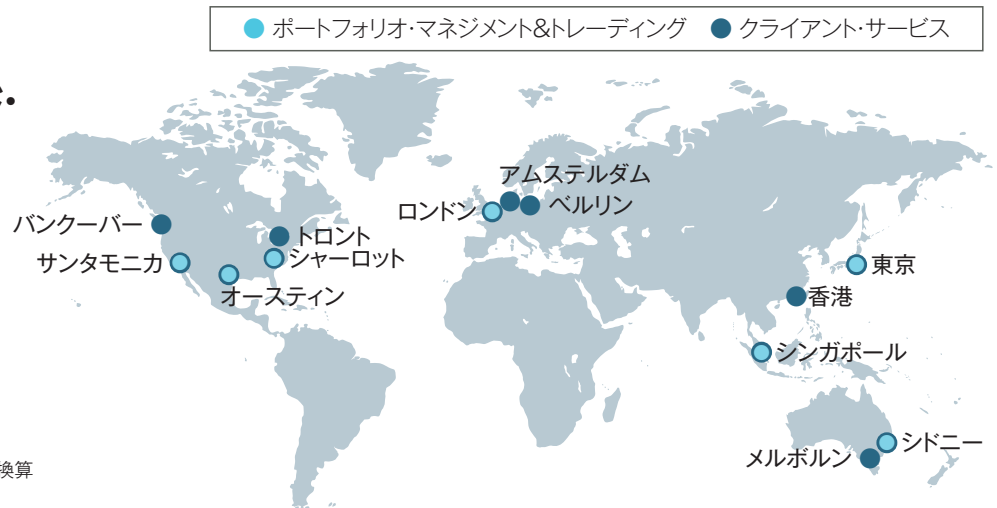 ポートフォリオ・マネジメント&トレーディング クライアント・サービス
アムステルダム
ロンドン
ベルリン
バンクーバー
トロント
サンタモニカ
シャーロット
オースティン
東京
香港
シンガポール
シドニー
メルボルン
換算